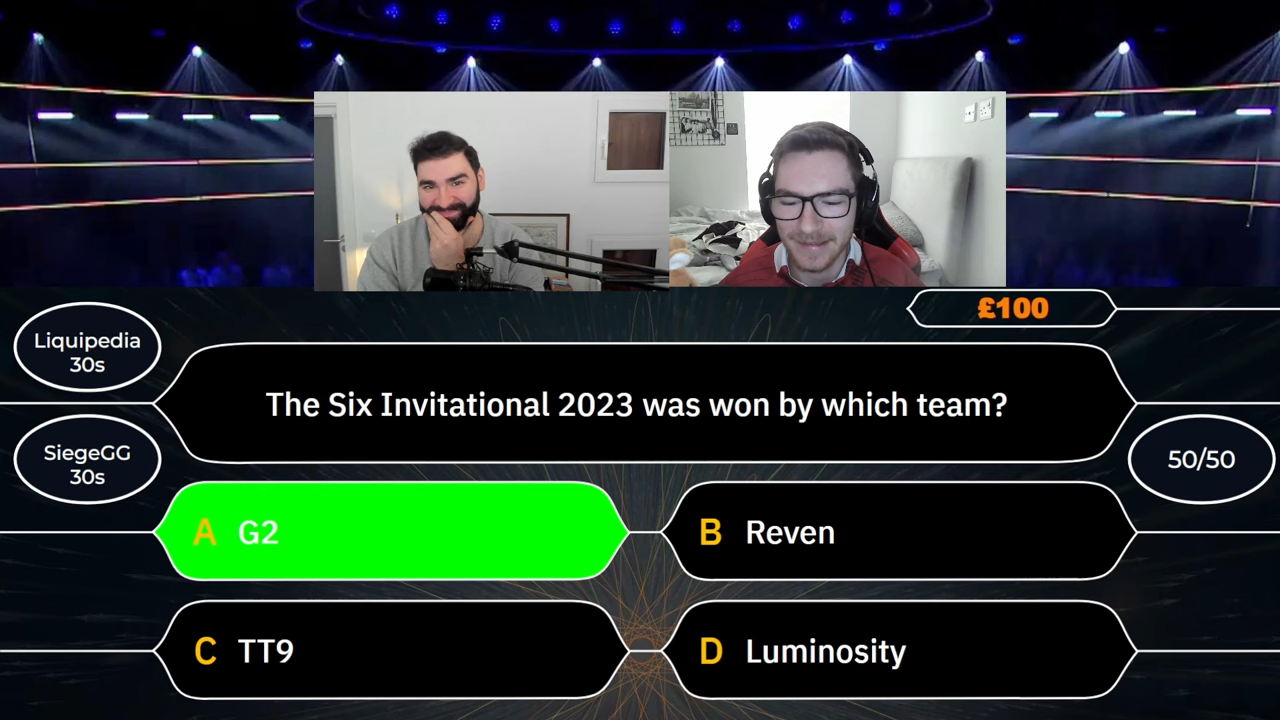 £100
Liquipedia
30s
The Six Invitational 2023 was won by which team?
SiegeGG
30s
50/50
A G2
B Reven
C TT9
D Luminosity